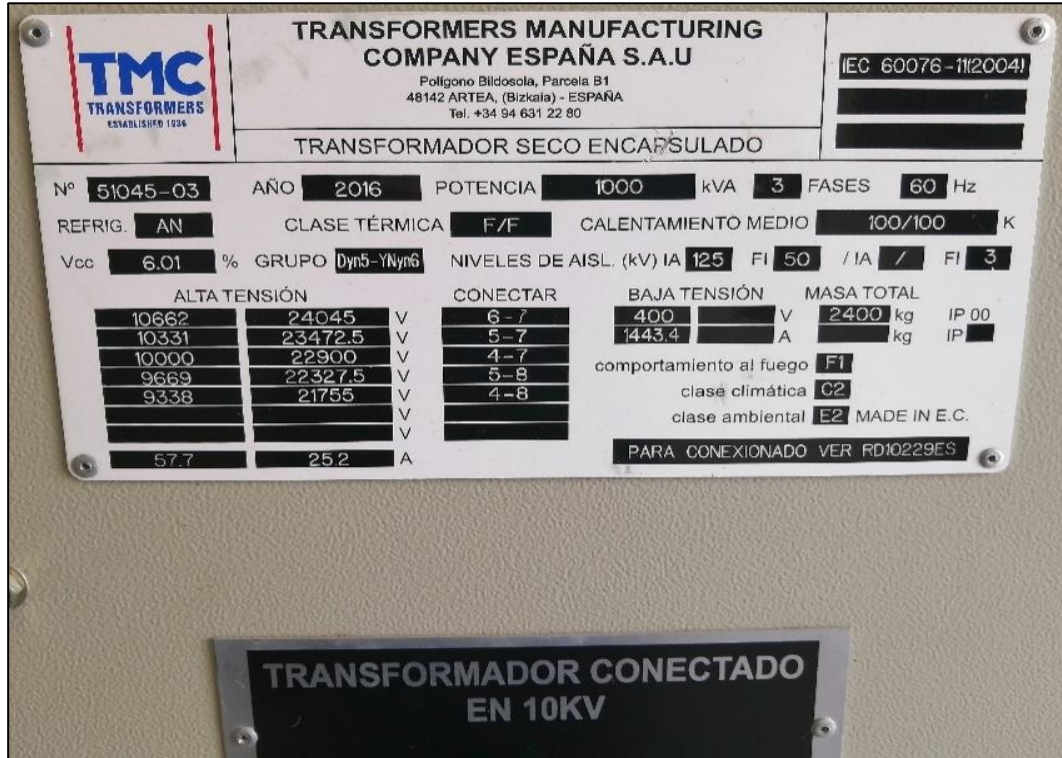 TMC
TRANSFORMERS
ESTABLISHED 1936
TRANSFORMERS MANUFACTURING
COMPANY ESPAÑA S.A.U
Polígono Bildosola, Parcela B1
48142 ARTEA, (Bizkaia) - ESPAÑA
Tel. +34 94 631 22 80
TRANSFORMADOR SECO ENCAPSULADO
IEC 60076-11(2004)
Nº 51045-03 AÑO 2016 POTENCIA 1000 kVA 3 FASES 60 Hz
REFRIG. AN CLASE TÉRMICA F/F CALENTAMIENTO MEDIO 100/100 K
Vcc 6.01 % GRUPO Dyn5-YNyn6 NIVELES DE AISL. (kV) IA 125 FI 50 / IA / FI 3
ALTA TENSIÓN CONECTAR BAJA TENSIÓN MASA TOTAL
10662 24045 V 6-7 400 V 2400 kg IP 00
10331 23472.5 V 5-7 1443.4 A kg IP
10000 22900 V 4-7
9669 22327.5 V 5-8
9338 21755 V 4-8
V
V
57.7 25.2 A
comportamiento al fuego F1
clase climática C2
clase ambiental E2 MADE IN E.C.
PARA CONEXIONADO VER RD10229ES
TRANSFORMADOR CONECTADO
EN 10KV